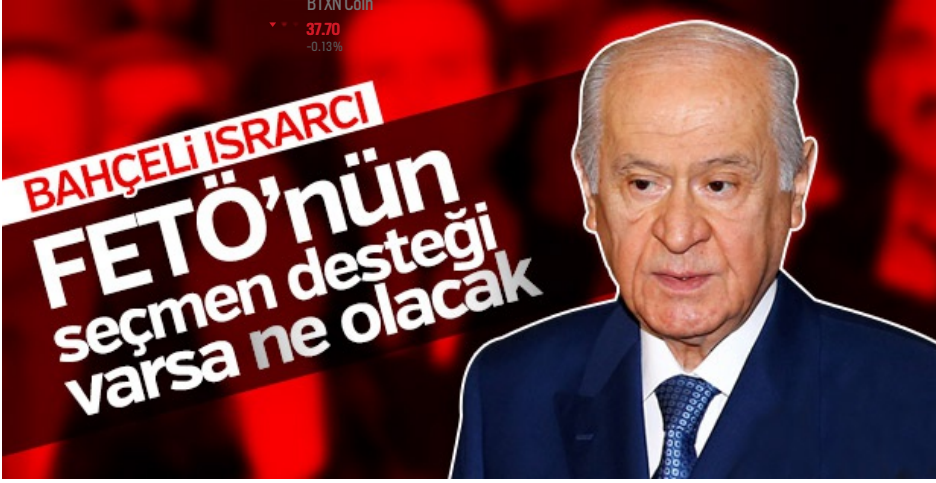 BTXN Coin
37.70
-0.13%
BAHÇELİ ISRARCI
FETÖ'nün
seçmen desteği
varsa ne olacak